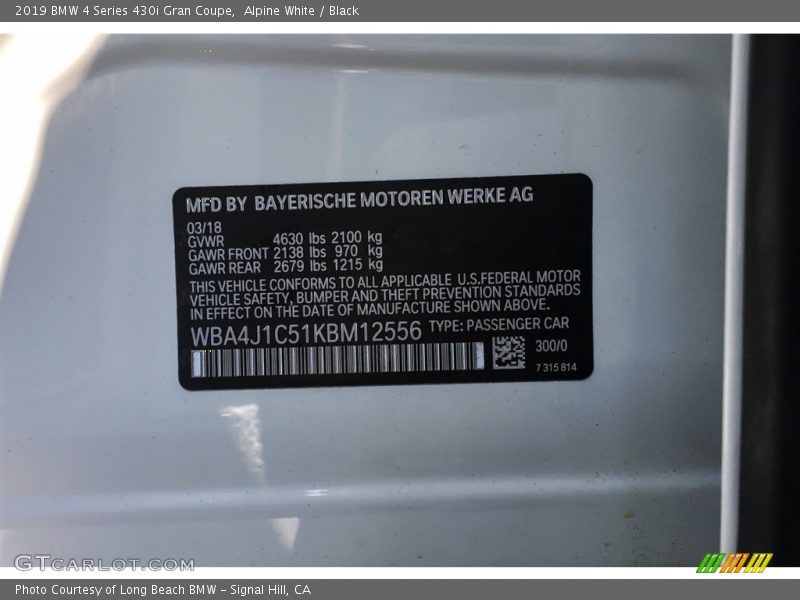 2019 BMW 4 Series 430i Gran Coupe,  Alpine White / Black
MFD BY BAYERISCHE MOTOREN WERKE AG
03/18
GVWR 4630 lbs 2100 kg
GAWR FRONT 2138 lbs 970 kg
GAWR REAR 2679 lbs 1215 kg
THIS VEHICLE CONFORMS TO ALL APPLICABLE U.S.FEDERAL MOTOR
VEHICLE SAFETY, BUMPER AND THEFT PREVENTION STANDARDS
IN EFFECT ON THE DATE OF MANUFACTURE SHOWN ABOVE.
WBA4J1C51KBM12556 TYPE: PASSENGER CAR
300/0
7 315 814
GTCARLOT.COM
Photo Courtesy of Long Beach BMW - Signal Hill, CA